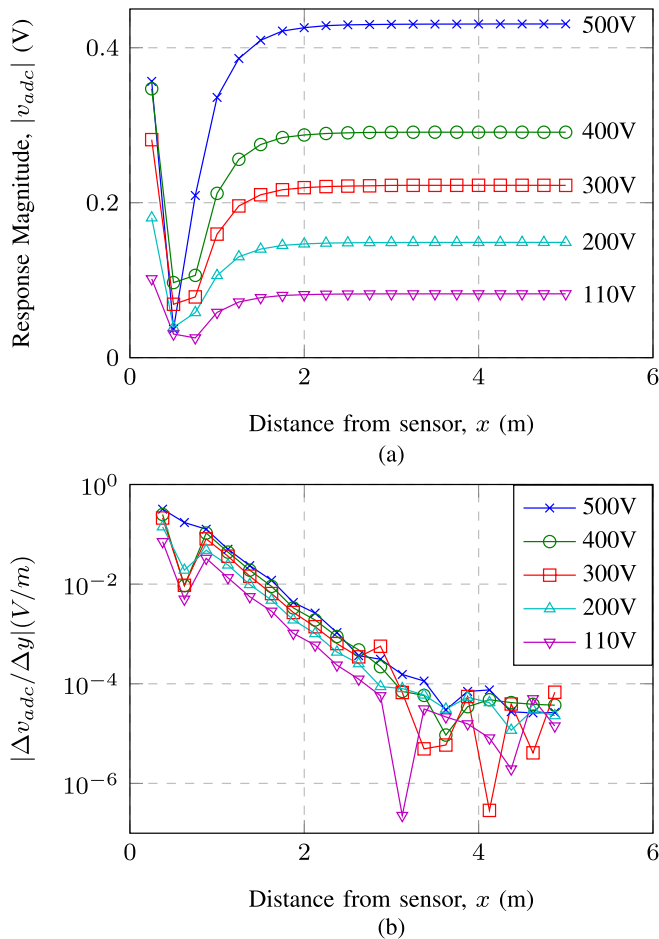 Response Magnitude, |v_adc| (V)
0.4
0.2
0
500V
400V
300V
200V
110V
0 2 4 6
Distance from sensor, x (m)
(a)
|Δv_adc/Δy|(V/m)
10^0
10^−2
10^−4
10^−6
500V
400V
300V
200V
110V
0 2 4 6
Distance from sensor, x (m)
(b)